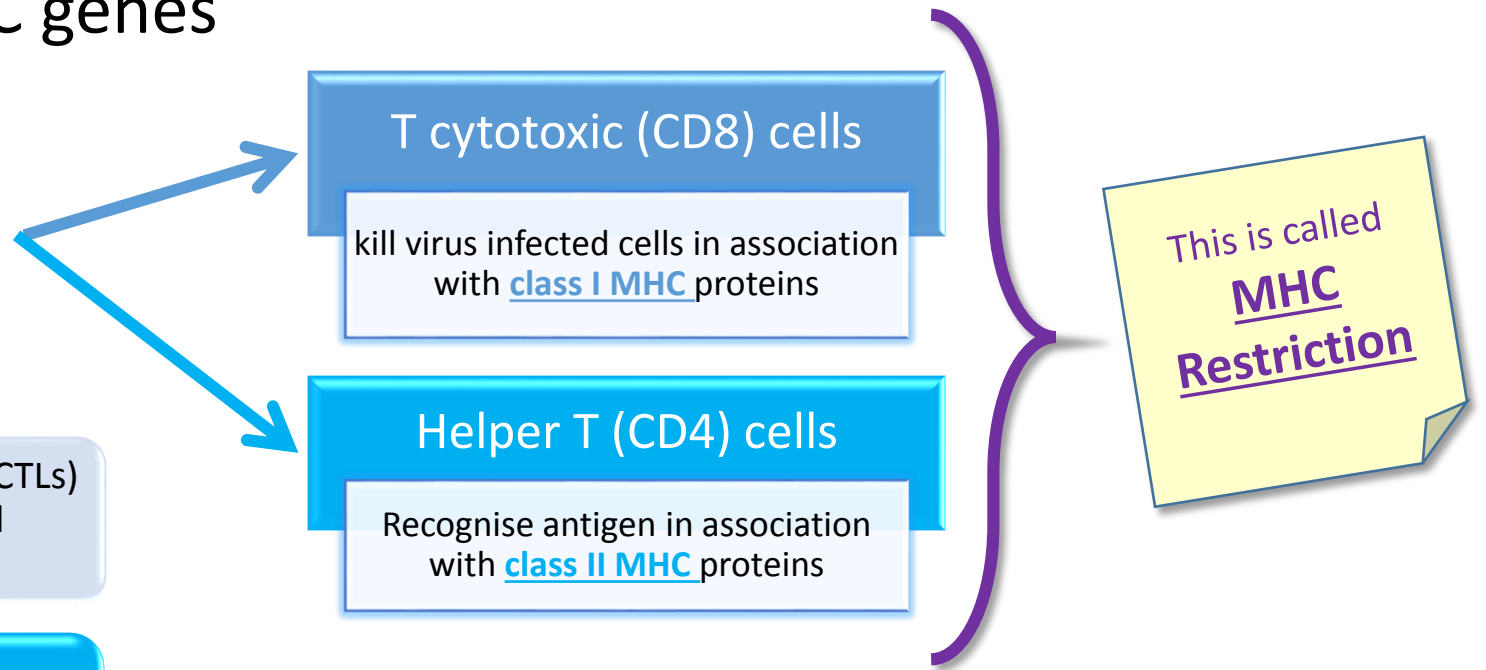 C genes
T cytotoxic (CD8) cells
kill virus infected cells in association
with class I MHC proteins
Helper T (CD4) cells
Recognise antigen in association
with class II MHC proteins
This is called
MHC
Restriction
CTLs)